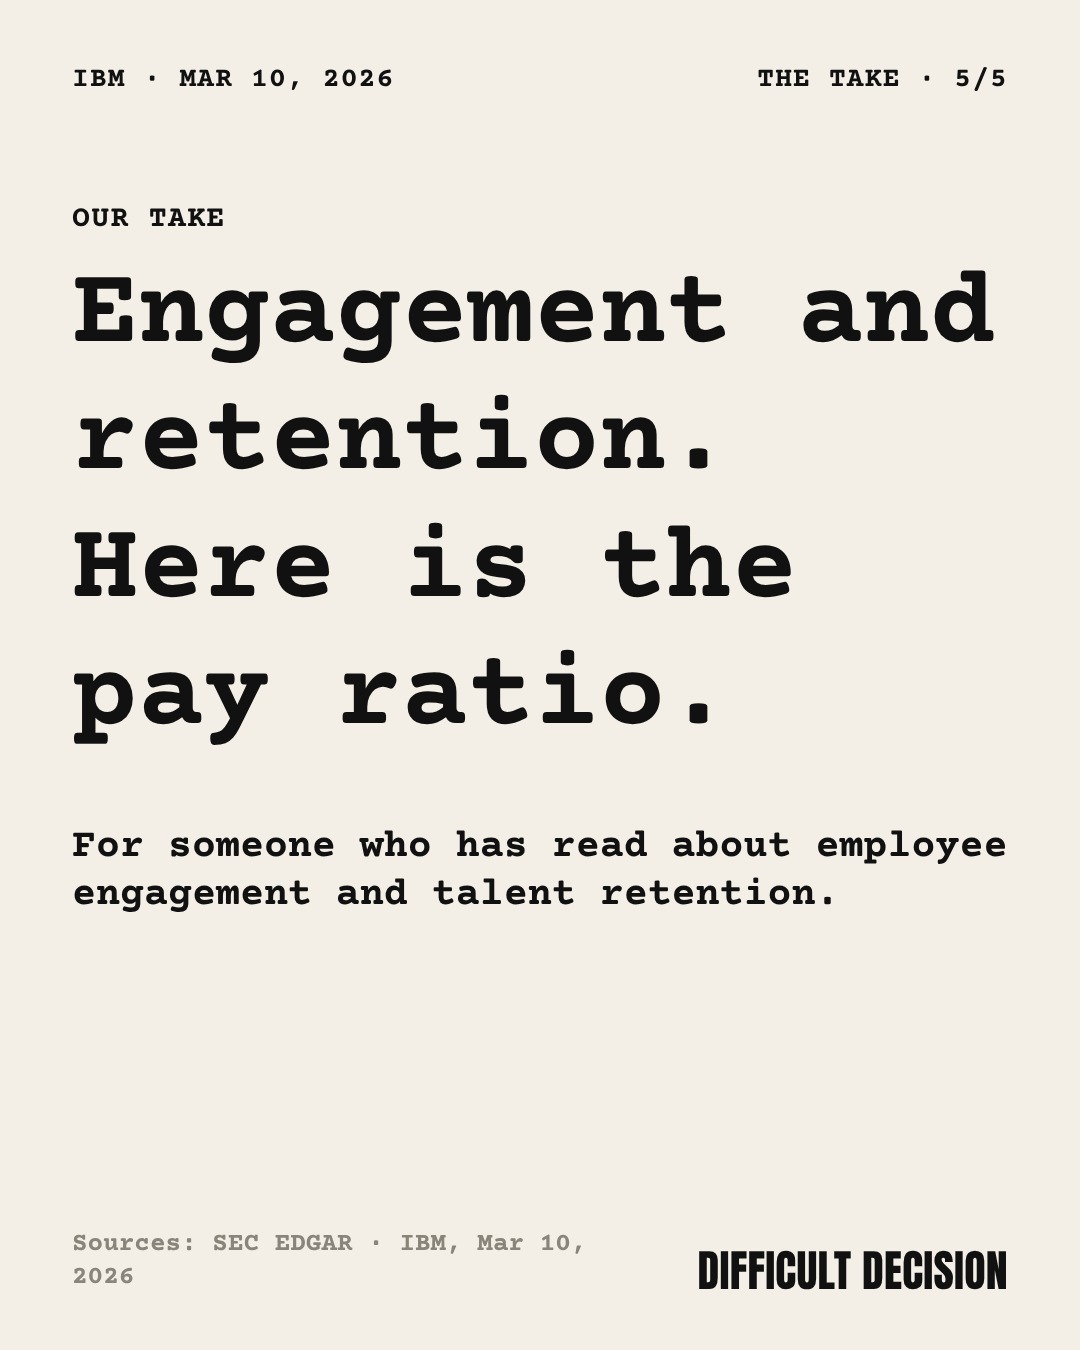 IBM · MAR 10, 2026
THE TAKE · 5/5
OUR TAKE
Engagement and
retention.
Here is the
pay ratio.
For someone who has read about employee
engagement and talent retention.
Sources: SEC EDGAR · IBM, Mar 10,
2026
DIFFICULT DECISION